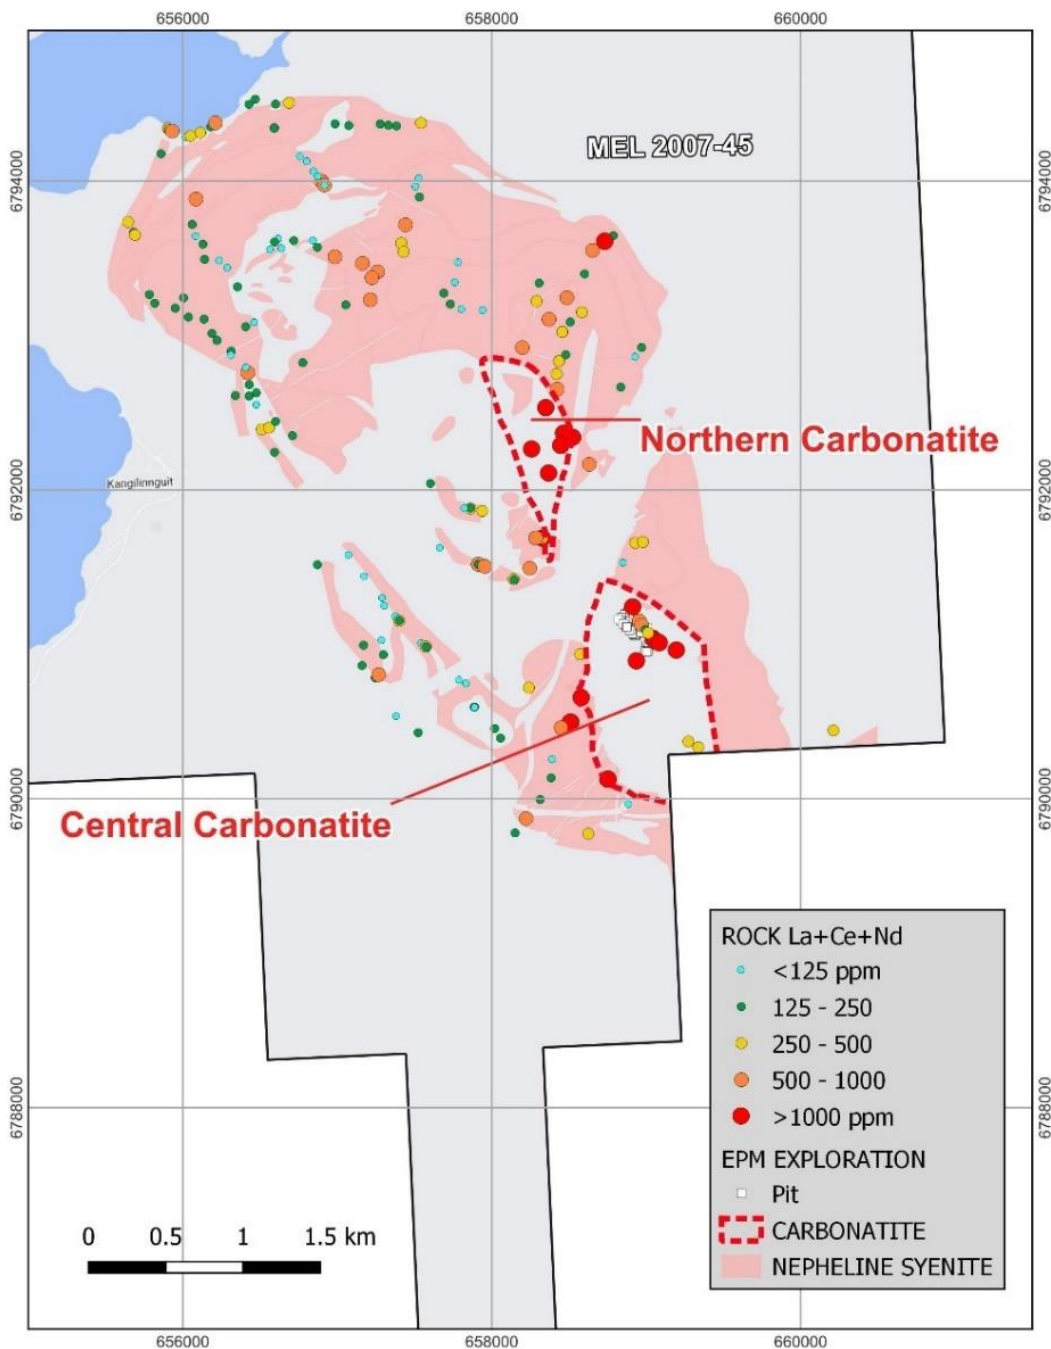 656000
658000
660000
MEL 2007-45
6794000
6794000
Northern Carbonatite
Kangilinnguit
6792000
6792000
6790000
6790000
Central Carbonatite
ROCK La+Ce+Nd
<125 ppm
125 - 250
250 - 500
500 - 1000
>1000 ppm
EPM EXPLORATION
Pit
CARBONATITE
NEPHELINE SYENITE
6788000
6788000
0 0.5 1 1.5 km
656000
658000
660000